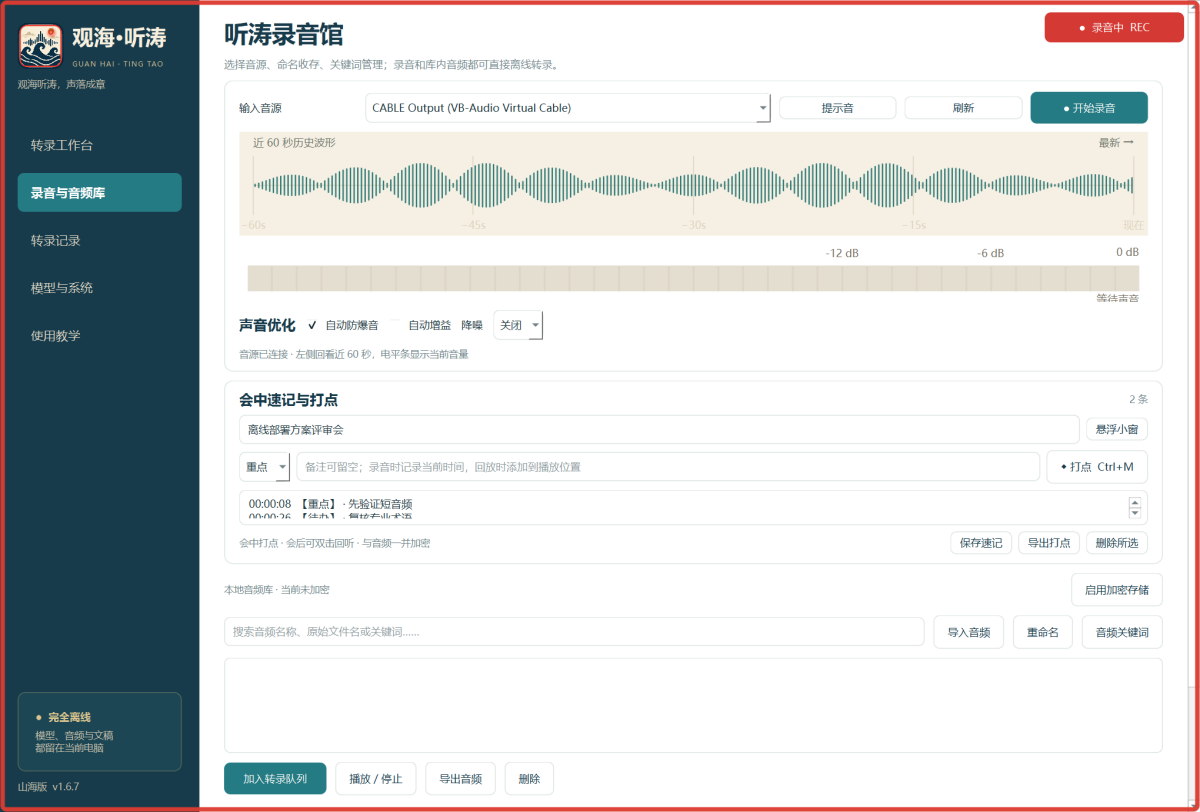 观海•听涛
GUAN HAI · TING TAO
观海听涛，声落成章
转录工作台
录音与音频库
转录记录
模型与系统
使用教学
● 完全离线
模型、音频与文稿
都留在当前电脑
山海版 v1.6.7
听涛录音馆
● 录音中 REC
选择音源、命名收存、关键词管理；录音和库内音频都可直接离线转录。
输入音源
CABLE Output (VB-Audio Virtual Cable)
提示音
刷新
● 开始录音
近 60 秒历史波形
最新 →
−60s
−45s
−30s
−15s
现在
-12 dB
-6 dB
0 dB
等待声音
声音优化
✓ 自动防爆音
自动增益
降噪
关闭
音源已连接 · 左侧回看近 60 秒，电平条显示当前音量
会中速记与打点
2 条
离线部署方案评审会
悬浮小窗
重点
备注可留空；录音时记录当前时间，回放时添加到播放位置
◆ 打点 Ctrl+M
00:00:08 【重点】 · 先验证短音频
00:00:26 【待办】 · 复核专业术语
会中打点 · 会后可双击回听 · 与音频一并加密
保存速记
导出打点
删除所选
本地音频库 · 当前未加密
启用加密存储
搜索音频名称、原始文件名或关键词……
导入音频
重命名
音频关键词
加入转录队列
播放 / 停止
导出音频
删除